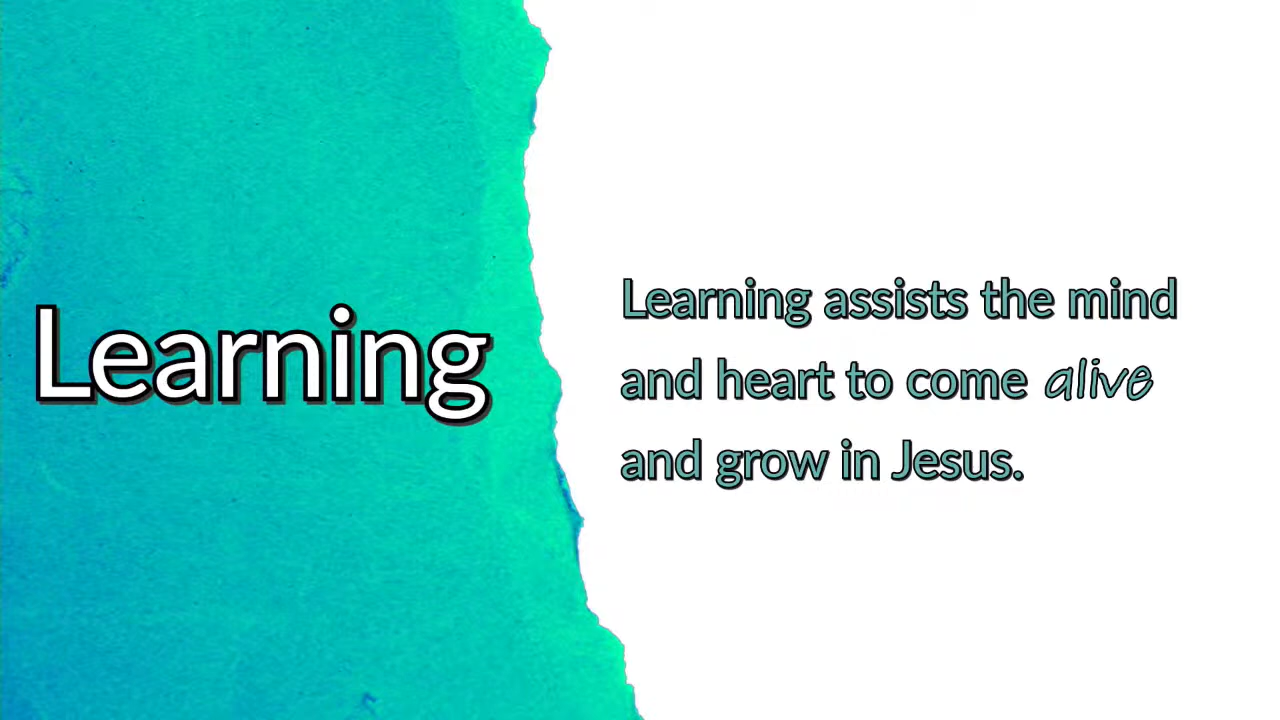 Learning
Learning assists the mind
and heart to come alive
and grow in Jesus.